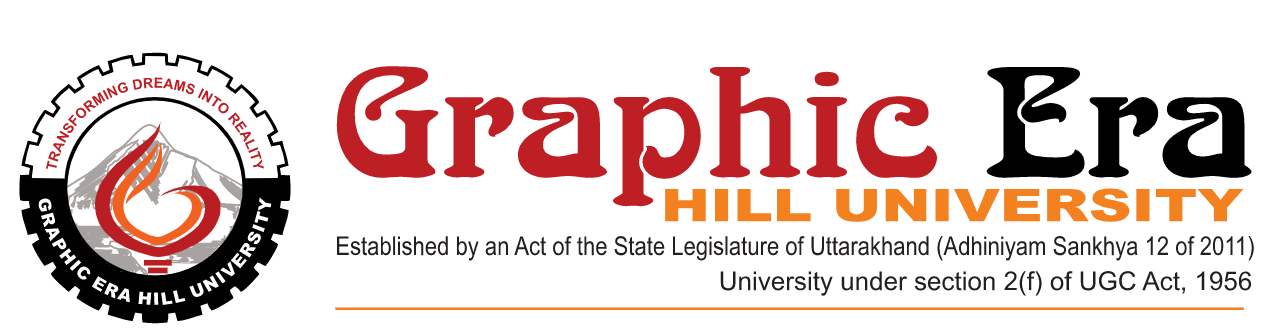 TRANSFORMING DREAMS INTO REALITY
GRAPHIC ERA HILL UNIVERSITY
Graphic Era
HILL UNIVERSITY
Established by an Act of the State Legislature of Uttarakhand (Adhiniyam Sankhya 12 of 2011)
University under section 2(f) of UGC Act, 1956